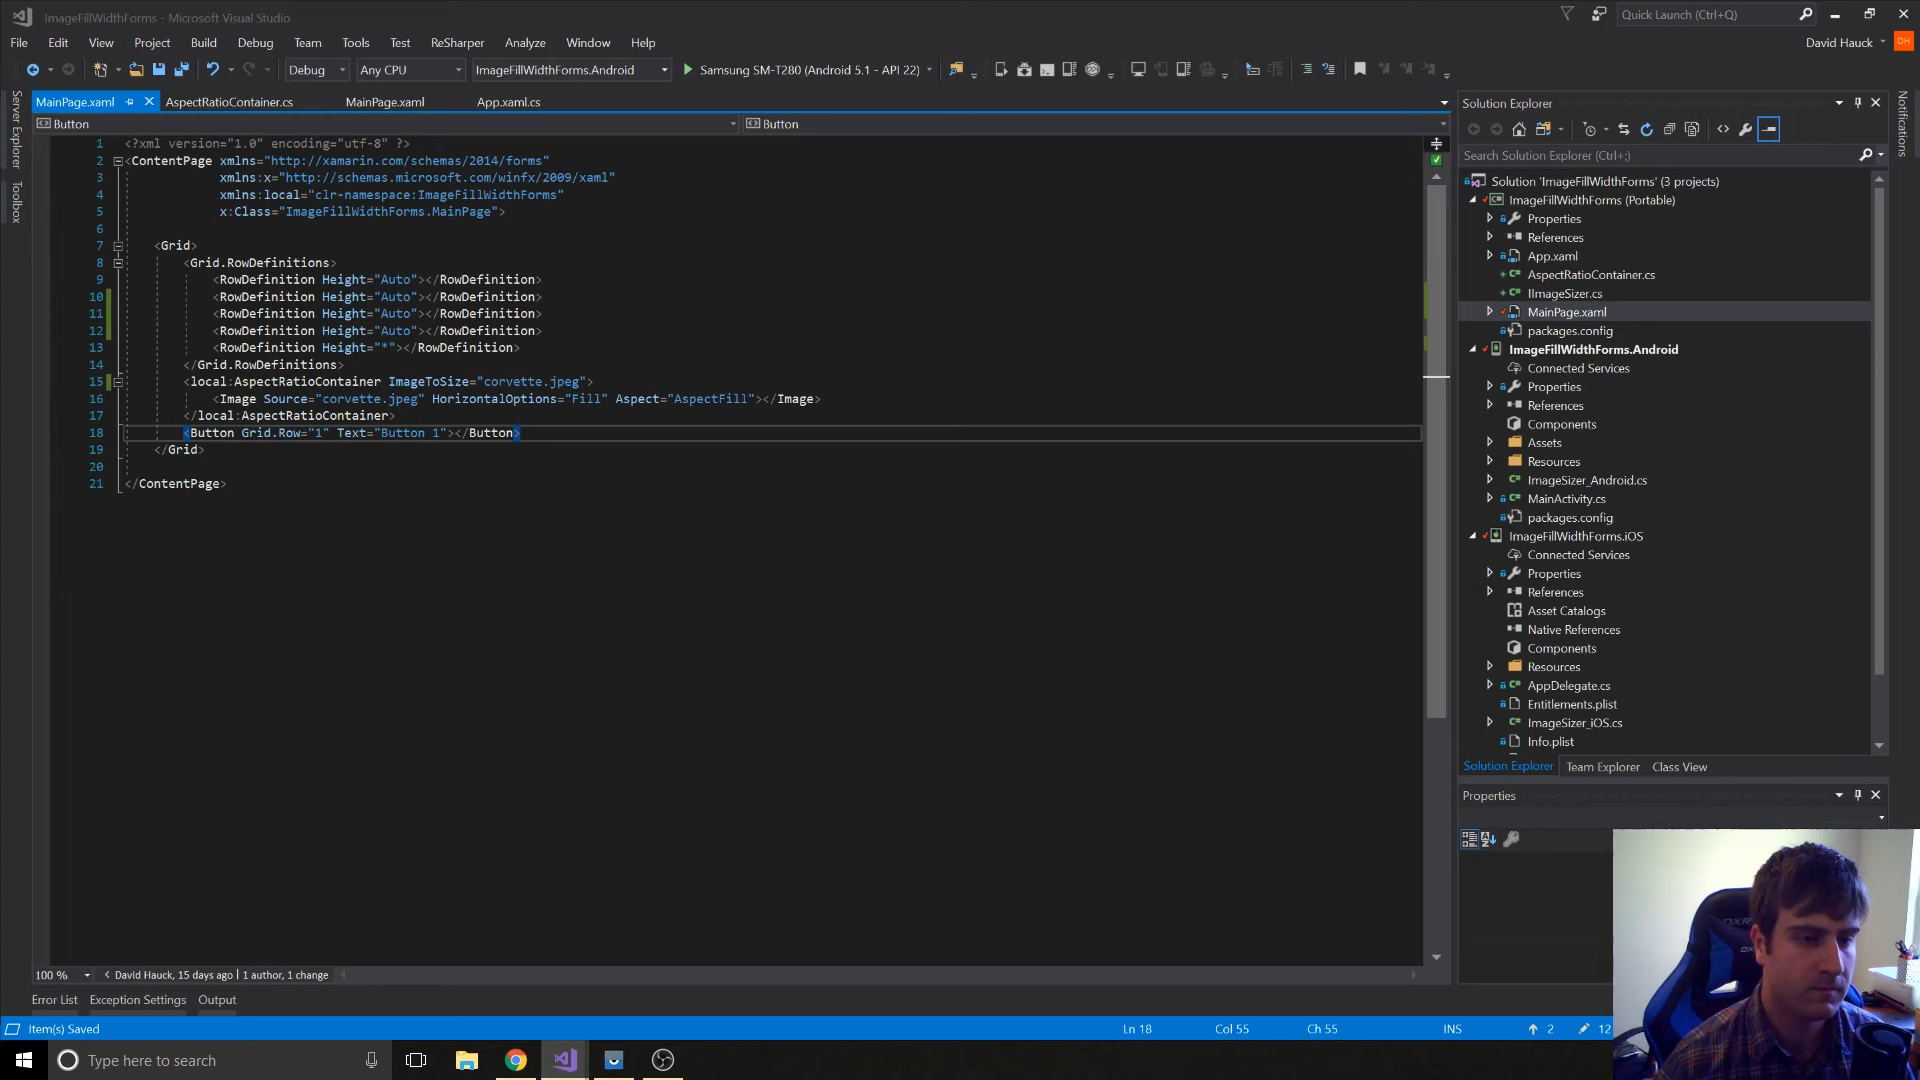 ImageFillWidthForms - Microsoft Visual Studio
Quick Launch (Ctrl+Q)
File Edit View Project Build Debug Team Tools Test ReSharper Analyze Window Help
David Hauck DH
Debug Any CPU ImageFillWidthForms.Android Samsung SM-T280 (Android 5.1 - API 22)
Server Explorer
Toolbox
Notifications
MainPage.xaml AspectRatioContainer.cs MainPage.xaml App.xaml.cs
Button Button
1 <?xml version="1.0" encoding="utf-8" ?>
2 <ContentPage xmlns="http://xamarin.com/schemas/2014/forms"
3 xmlns:x="http://schemas.microsoft.com/winfx/2009/xaml"
4 xmlns:local="clr-namespace:ImageFillWidthForms"
5 x:Class="ImageFillWidthForms.MainPage">
6
7 <Grid>
8 <Grid.RowDefinitions>
9 <RowDefinition Height="Auto"></RowDefinition>
10 <RowDefinition Height="Auto"></RowDefinition>
11 <RowDefinition Height="Auto"></RowDefinition>
12 <RowDefinition Height="Auto"></RowDefinition>
13 <RowDefinition Height="*"></RowDefinition>
14 </Grid.RowDefinitions>
15 <local:AspectRatioContainer ImageToSize="corvette.jpeg">
16 <Image Source="corvette.jpeg" HorizontalOptions="Fill" Aspect="AspectFill"></Image>
17 </local:AspectRatioContainer>
18 <Button Grid.Row="1" Text="Button 1"></Button>
19 </Grid>
20
21 </ContentPage>
Solution Explorer
Search Solution Explorer (Ctrl+;)
Solution 'ImageFillWidthForms' (3 projects)
ImageFillWidthForms (Portable)
Properties
References
App.xaml
AspectRatioContainer.cs
IImageSizer.cs
MainPage.xaml
packages.config
ImageFillWidthForms.Android
Connected Services
Properties
References
Components
Assets
Resources
ImageSizer_Android.cs
MainActivity.cs
packages.config
ImageFillWidthForms.iOS
Connected Services
Properties
References
Asset Catalogs
Native References
Components
Resources
AppDelegate.cs
Entitlements.plist
ImageSizer_iOS.cs
Info.plist
Solution Explorer Team Explorer Class View
Properties
100 % David Hauck, 15 days ago | 1 author, 1 change
Error List Exception Settings Output
Item(s) Saved Ln 18 Col 55 Ch 55 INS 2 12
Type here to search